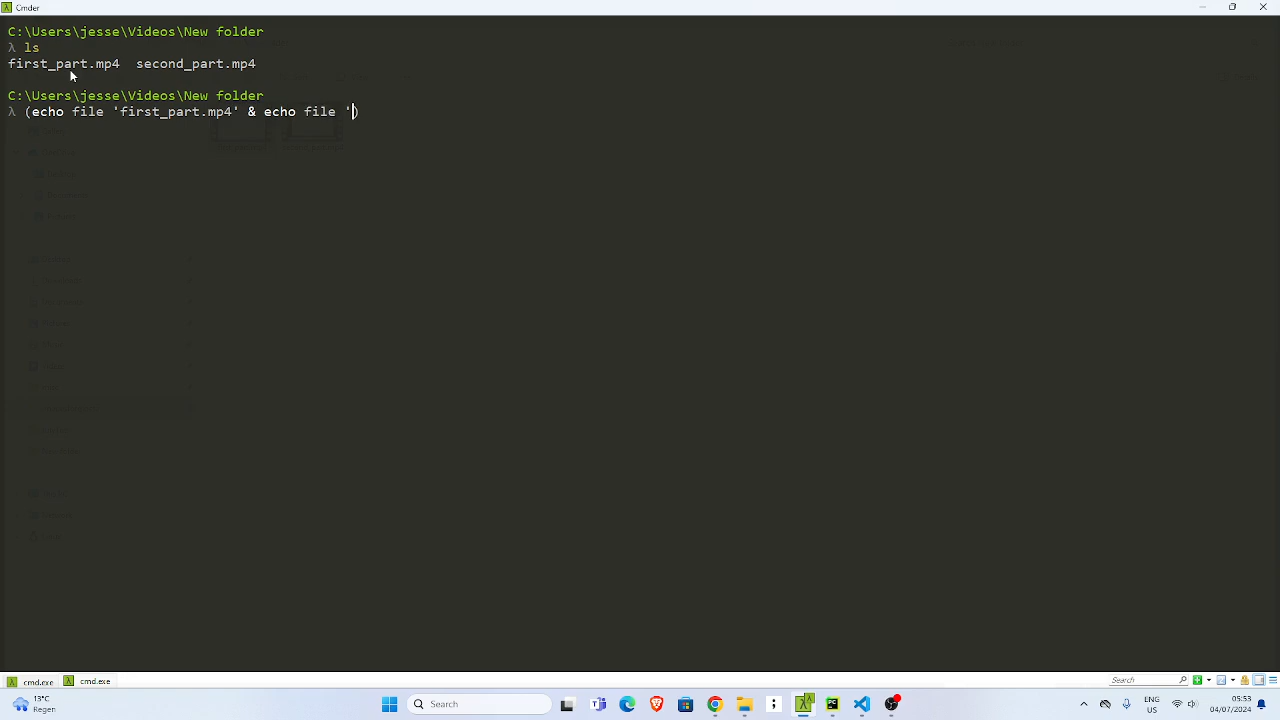 Cmder
C:\Users\jesse\Videos\New folder
λ ls
first_part.mp4  second_part.mp4
C:\Users\jesse\Videos\New folder
λ (echo file 'first_part.mp4' & echo file ')
cmd.exe
cmd.exe
Search
13°C
Regen
Search
ENG
US
05:53
04/07/2024